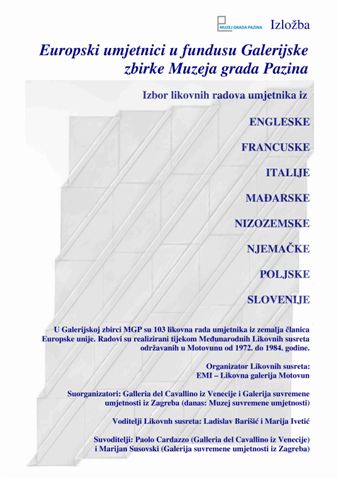 MUZEJ GRADA PAZINA
Izložba
Europski umjetnici u fundusu Galerijske
zbirke Muzeja grada Pazina
Izbor likovnih radova umjetnika iz
ENGLESKE
FRANCUSKE
ITALIJE
MAĐARSKE
NIZOZEMSKE
NJEMAČKE
POLJSKE
SLOVENIJE
U Galerijskoj zbirci MGP su 103 likovna rada umjetnika iz zemalja članica
Europske unije. Radovi su realizirani tijekom Međunarodnih Likovnih susreta
održavanih u Motovunu od 1972. do 1984. godine.
Organizator Likovnih susreta:
EMI – Likovna galerija Motovun
Suorganizatori: Galleria del Cavallino iz Venecije i Galerija suvremene
umjetnosti iz Zagreba (danas: Muzej suvremene umjetnosti)
Voditelji Likovnh susreta: Ladislav Barišić i Marija Ivetić
Suvoditelji: Paolo Cardazzo (Galleria del Cavallino iz Venecije)
i Marijan Susovski (Galerija suvremene umjetnosti iz Zagreba)